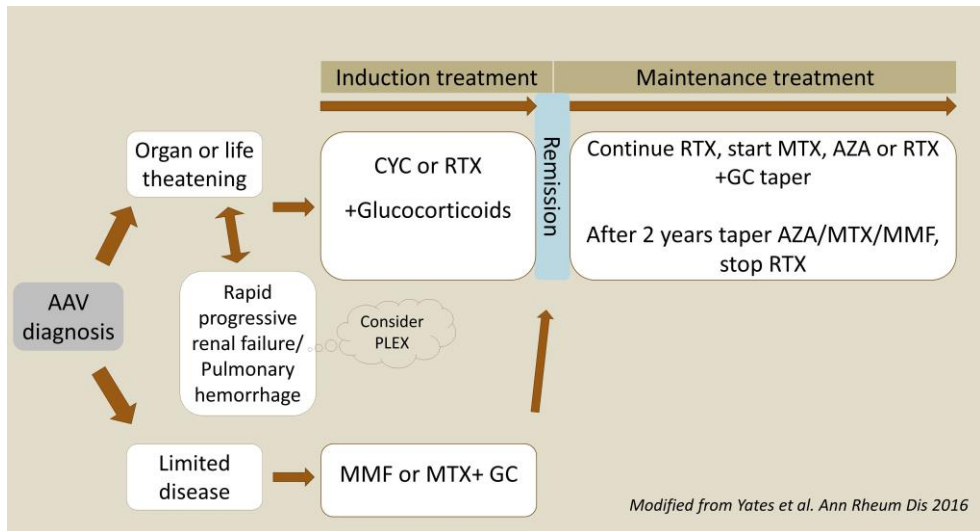 Induction treatment
Maintenance treatment
Organ or life
theatening
CYC or RTX
+Glucocorticoids
Remission
Continue RTX, start MTX, AZA or RTX
+GC taper
After 2 years taper AZA/MTX/MMF,
stop RTX
AAV
diagnosis
Rapid
progressive
renal failure/
Pulmonary
hemorrhage
Consider
PLEX
Limited
disease
MMF or MTX+ GC
Modified from Yates et al. Ann Rheum Dis 2016